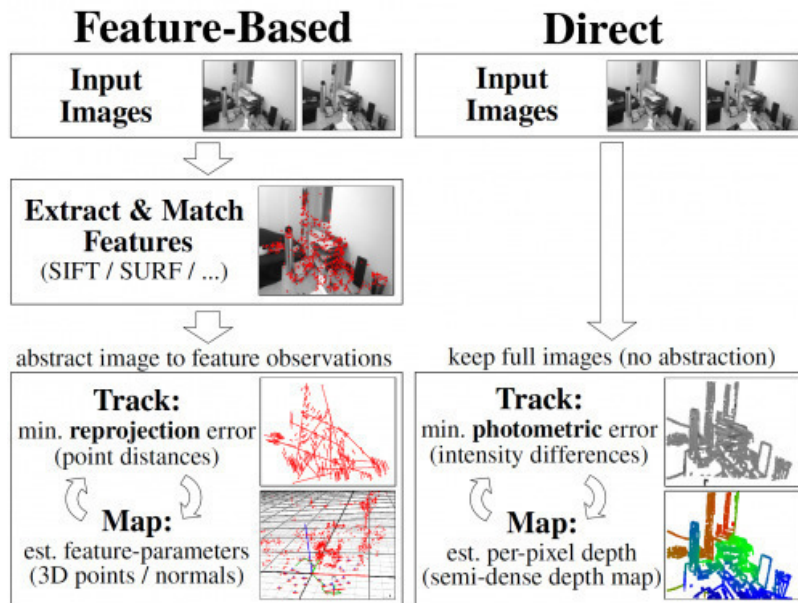 Feature-Based
Input
Images
Extract & Match
Features
(SIFT / SURF / ...)
abstract image to feature observations
Track:
min. reprojection error
(point distances)
Map:
est. feature-parameters
(3D points / normals)
Direct
Input
Images
keep full images (no abstraction)
Track:
min. photometric error
(intensity differences)
Map:
est. per-pixel depth
(semi-dense depth map)